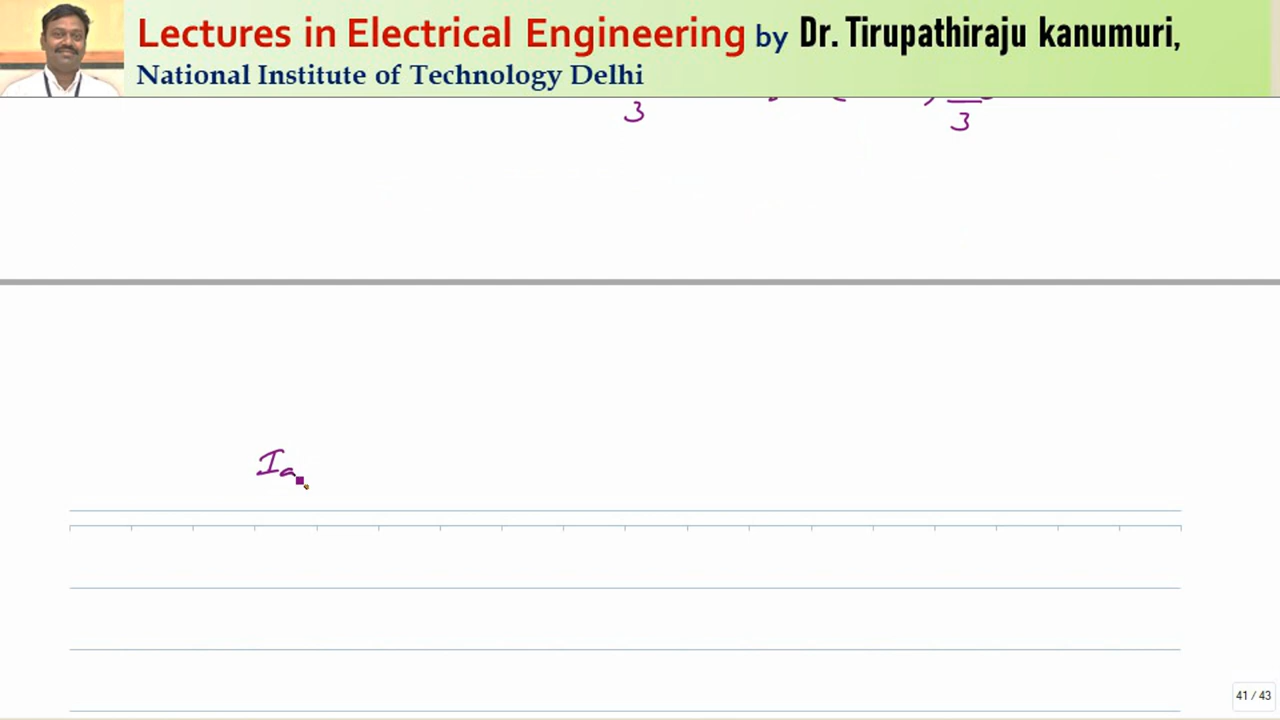 Lectures in Electrical Engineering by Dr. Tirupathiraju kanumuri,
National Institute of Technology Delhi
3 3
Ia
41 / 43